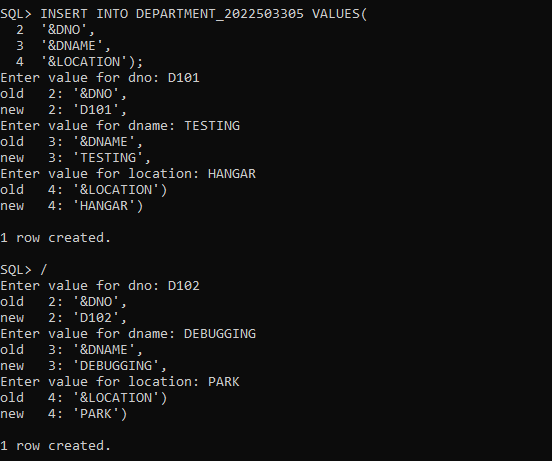 SQL> INSERT INTO DEPARTMENT_2022503305 VALUES(
  2  '&DNO',
  3  '&DNAME',
  4  '&LOCATION');
Enter value for dno: D101
old   2: '&DNO',
new   2: 'D101',
Enter value for dname: TESTING
old   3: '&DNAME',
new   3: 'TESTING',
Enter value for location: HANGAR
old   4: '&LOCATION')
new   4: 'HANGAR')
1 row created.
SQL> /
Enter value for dno: D102
old   2: '&DNO',
new   2: 'D102',
Enter value for dname: DEBUGGING
old   3: '&DNAME',
new   3: 'DEBUGGING',
Enter value for location: PARK
old   4: '&LOCATION')
new   4: 'PARK')
1 row created.